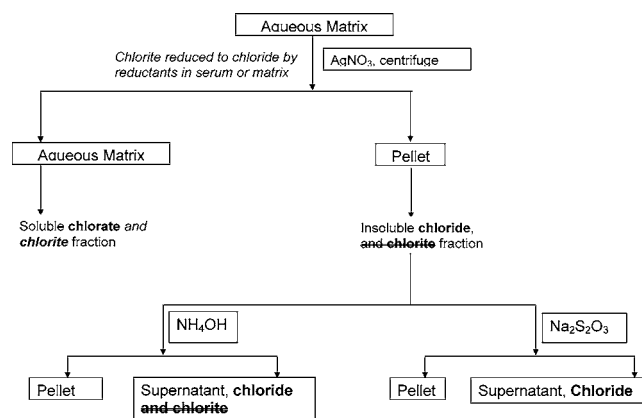 Aqueous Matrix
Chlorite reduced to chloride by
reductants in serum or matrix
AgNO₃, centrifuge
Aqueous Matrix
Pellet
Soluble chlorate and
chlorite fraction
Insoluble chloride,
and chlorite fraction
NH₄OH
Na₂S₂O₃
Pellet
Supernatant, chloride
and chlorite
Pellet
Supernatant, Chloride